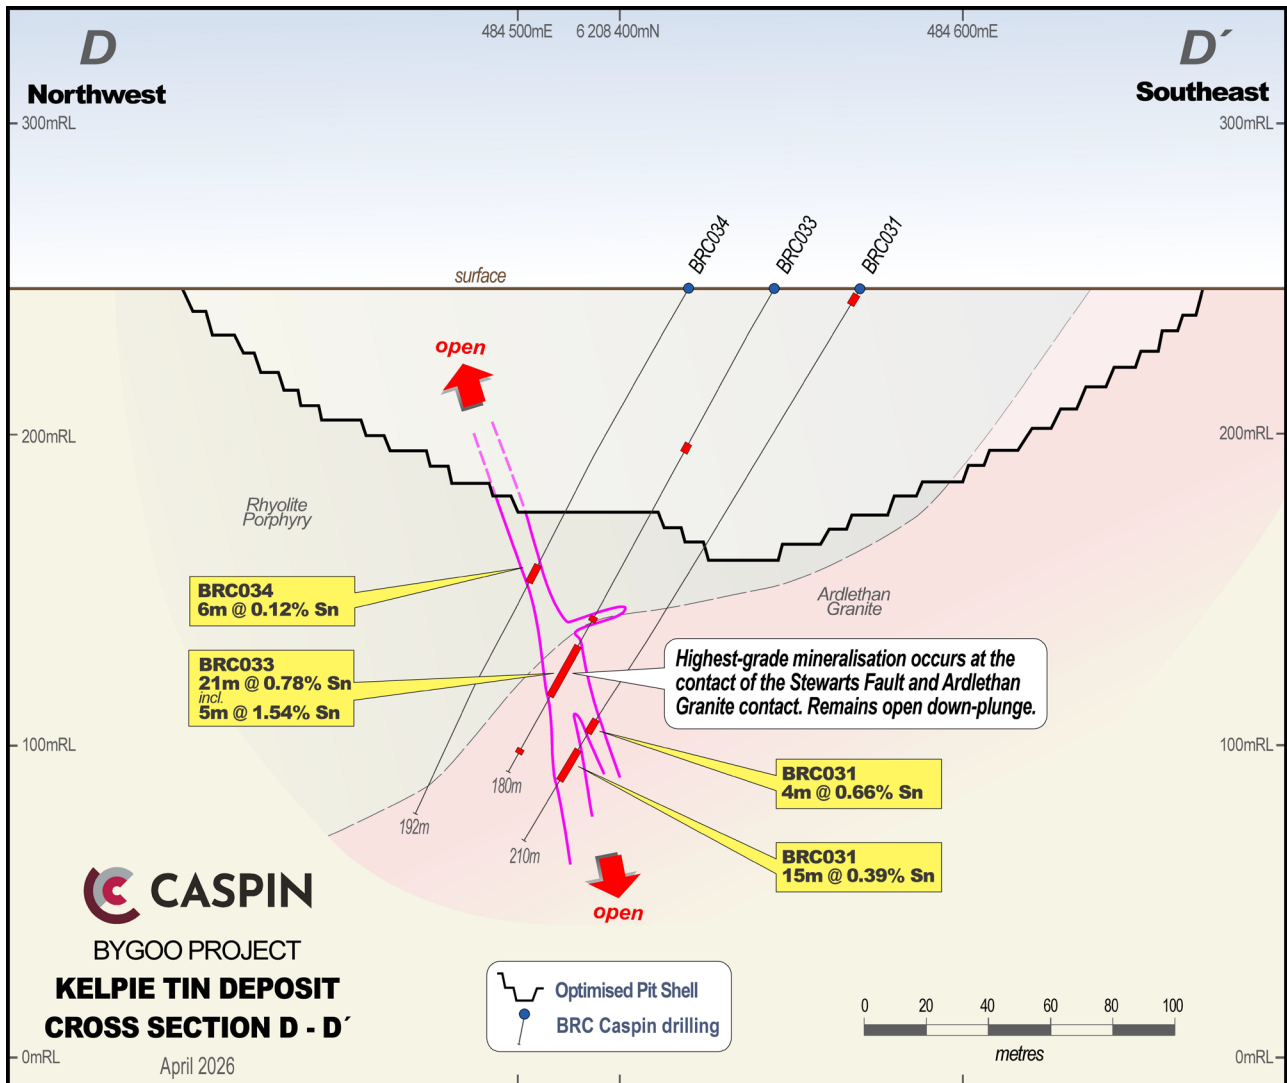 484 500mE 6 208 400mN 484 600mE
D D´
Northwest Southeast
300mRL 300mRL
BRC034 BRC033 BRC031
surface
open
200mRL 200mRL
Rhyolite
Porphyry
BRC034
6m @ 0.12% Sn
Ardlethan
Granite
BRC033
21m @ 0.78% Sn
incl.
5m @ 1.54% Sn
Highest-grade mineralisation occurs at the
contact of the Stewarts Fault and Ardlethan
Granite contact. Remains open down-plunge.
100mRL 100mRL
BRC031
4m @ 0.66% Sn
180m
192m
210m
BRC031
15m @ 0.39% Sn
open
CASPIN
BYGOO PROJECT
KELPIE TIN DEPOSIT
CROSS SECTION D - D´
April 2026
Optimised Pit Shell
BRC Caspin drilling
0 20 40 60 80 100
metres
0mRL 0mRL